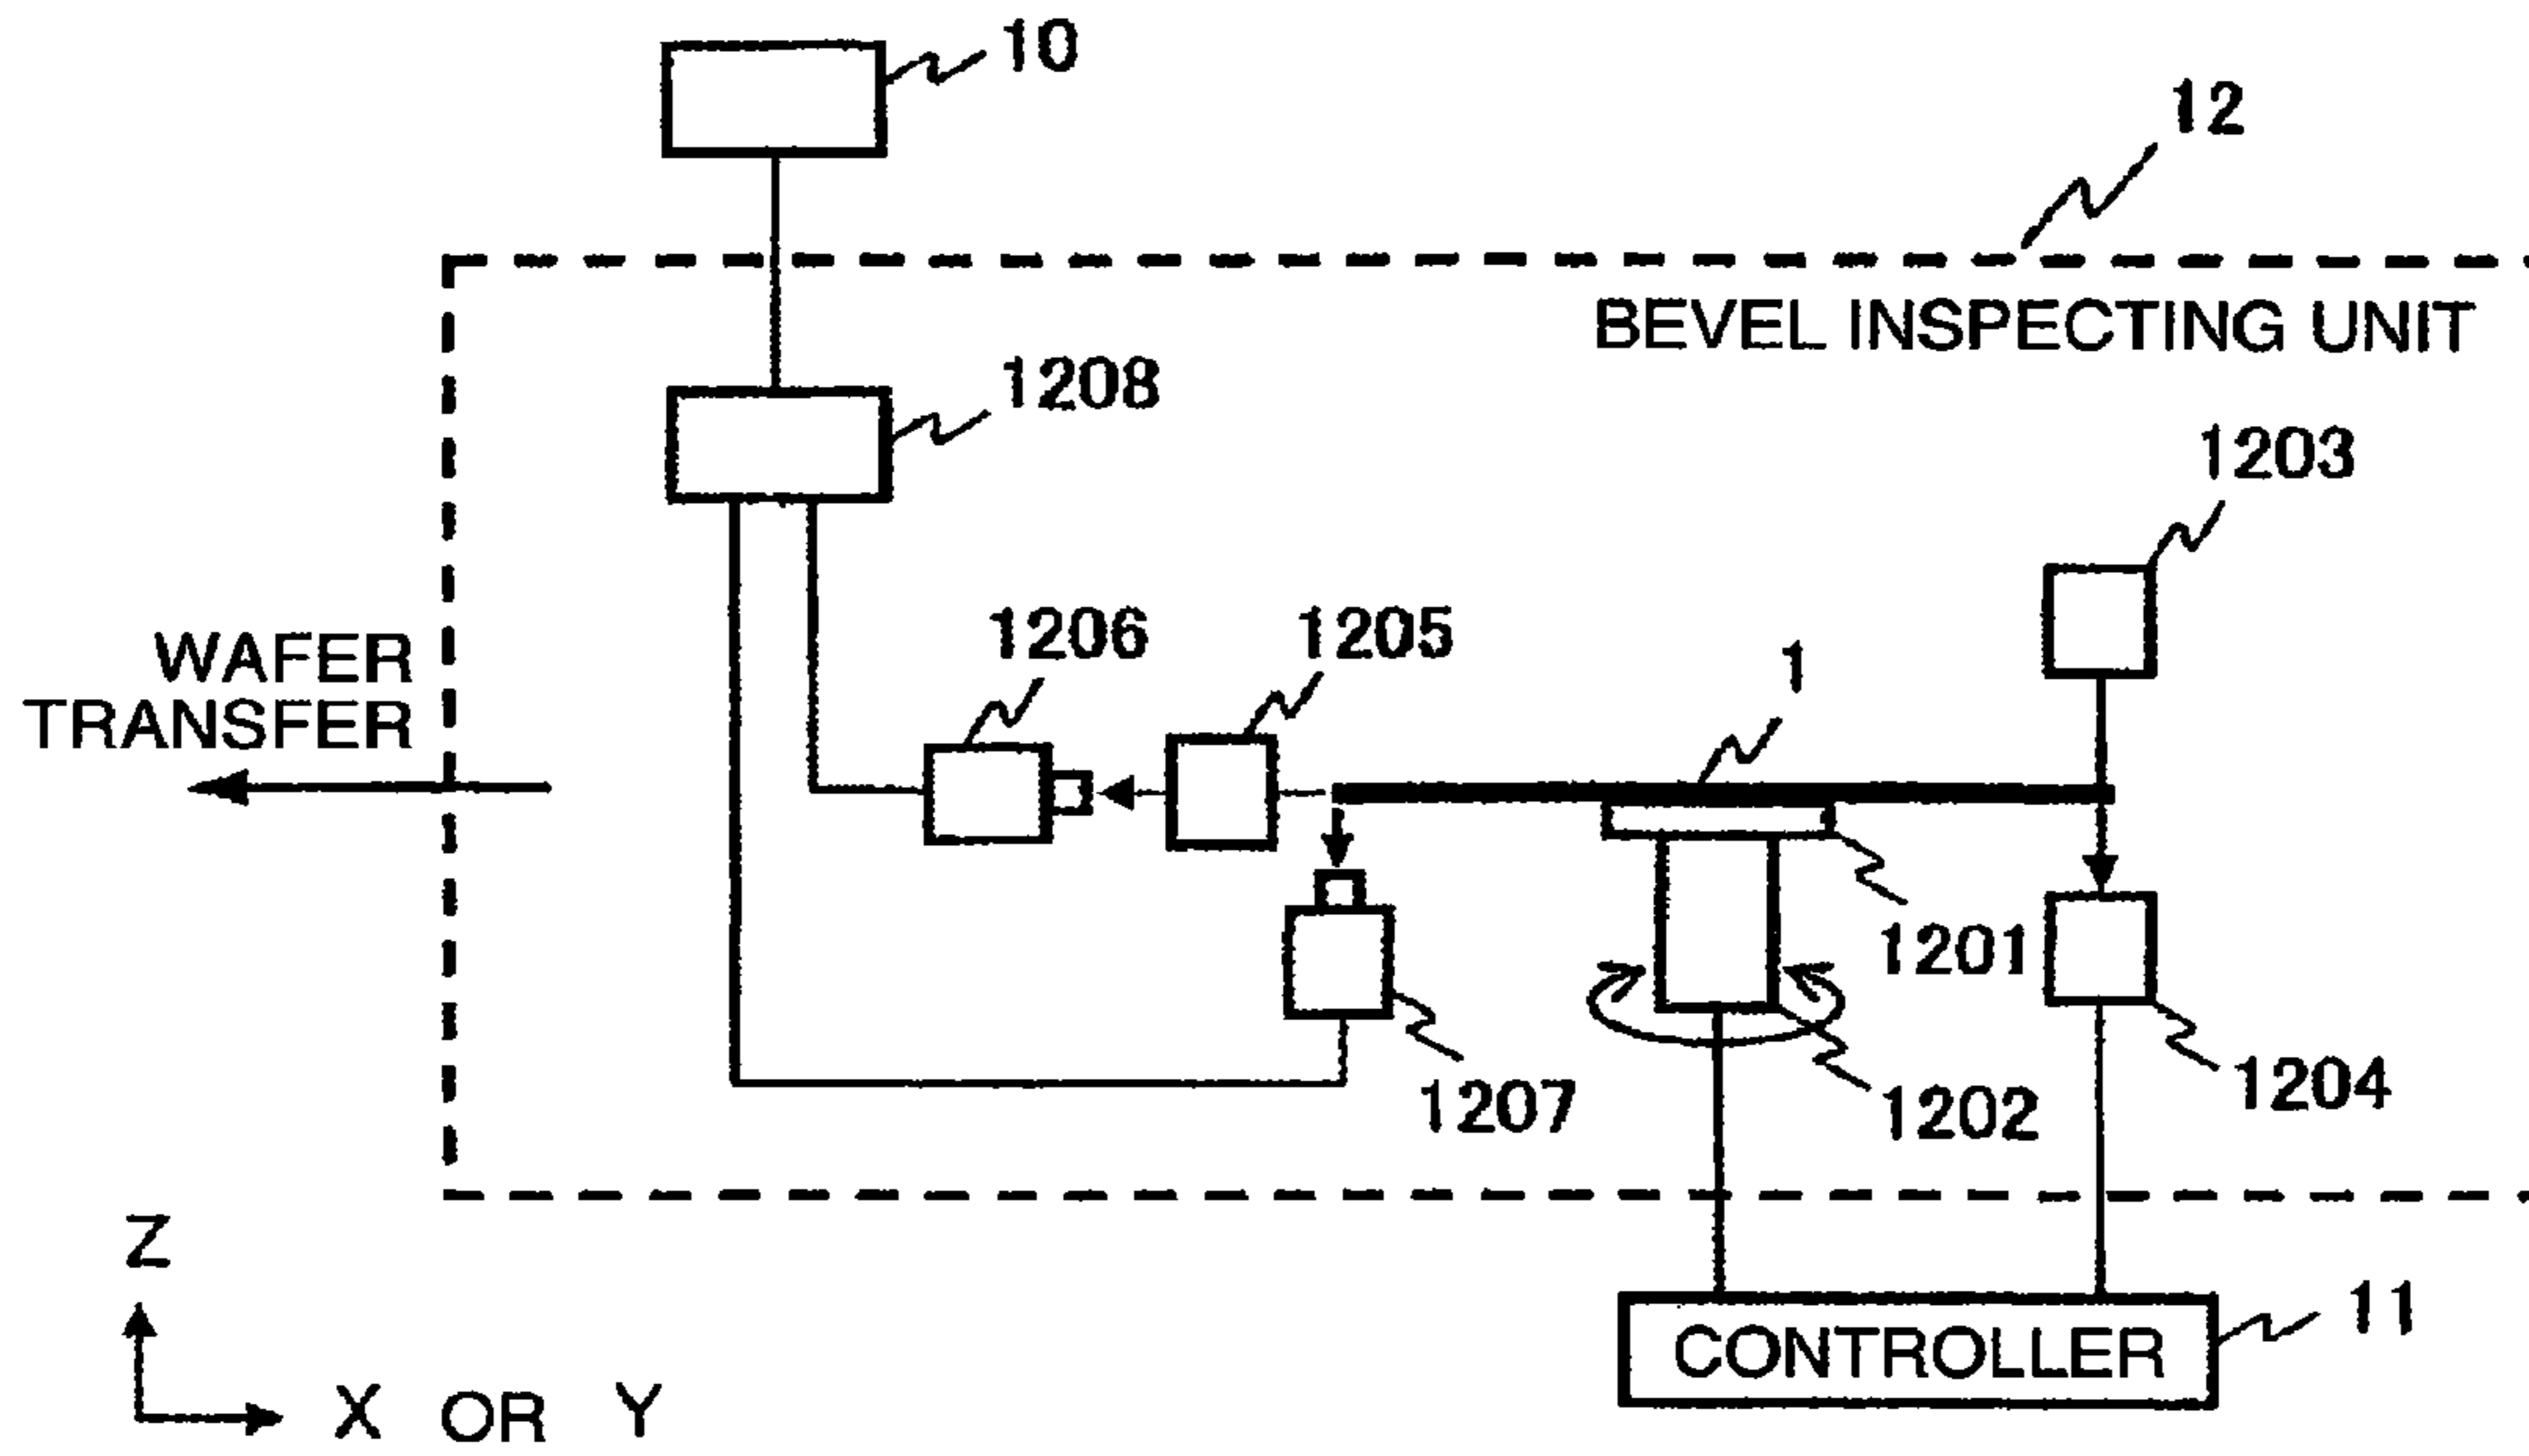 10
12
BEVEL INSPECTING UNIT
1208
1203
1206
1205
1
WAFER
TRANSFER
1201
1204
1207
1202
Z
11
CONTROLLER
X OR Y